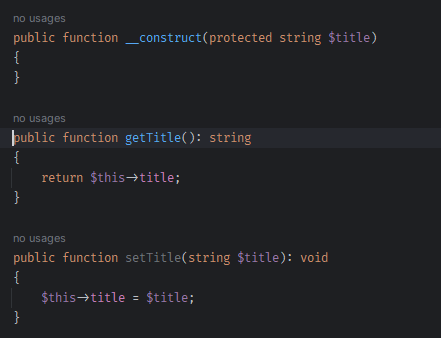 no usages
public function __construct(protected string $title)
{
}
no usages
public function getTitle(): string
{
return $this->title;
}
no usages
public function setTitle(string $title): void
{
$this->title = $title;
}